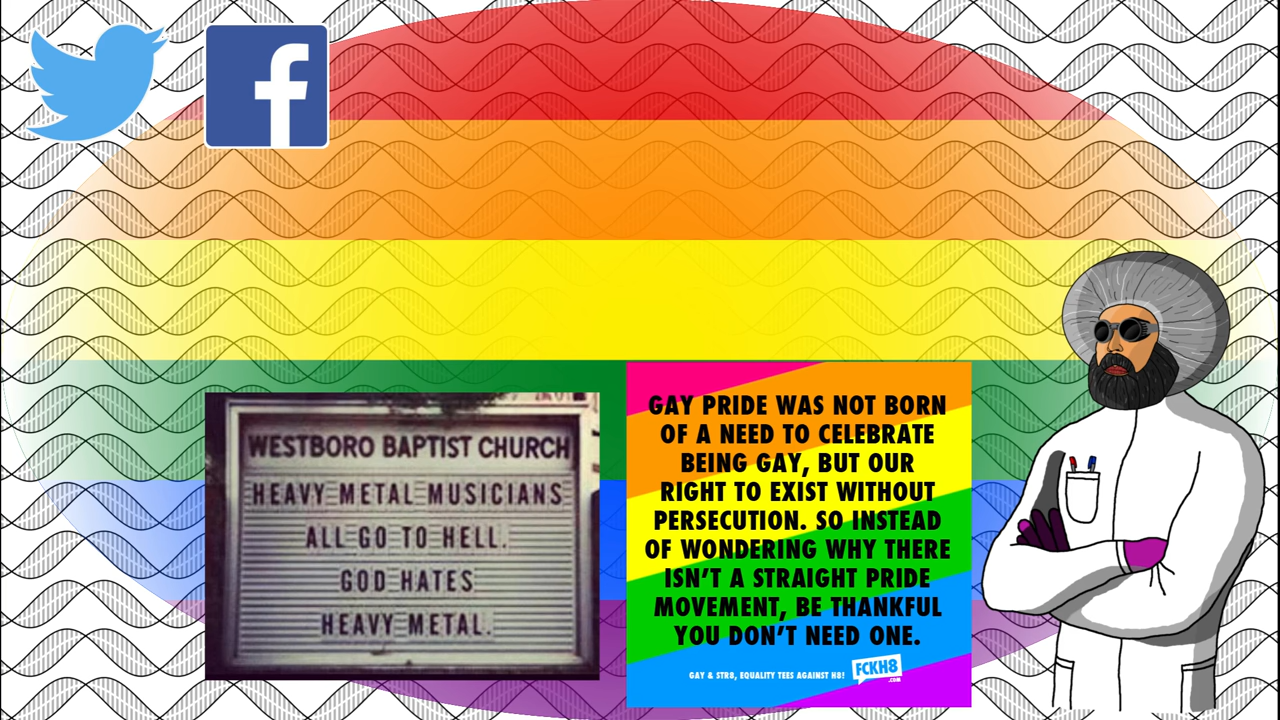 WESTBORO BAPTIST CHURCH
HEAVY METAL MUSICIANS
ALL GO TO HELL.
GOD HATES
HEAVY METAL.
GAY PRIDE WAS NOT BORN
OF A NEED TO CELEBRATE
BEING GAY, BUT OUR
RIGHT TO EXIST WITHOUT
PERSECUTION. SO INSTEAD
OF WONDERING WHY THERE
ISN'T A STRAIGHT PRIDE
MOVEMENT, BE THANKFUL
YOU DON'T NEED ONE.
GAY & STR8, EQUALITY TEES AGAINST H8!
FCKH8
.COM